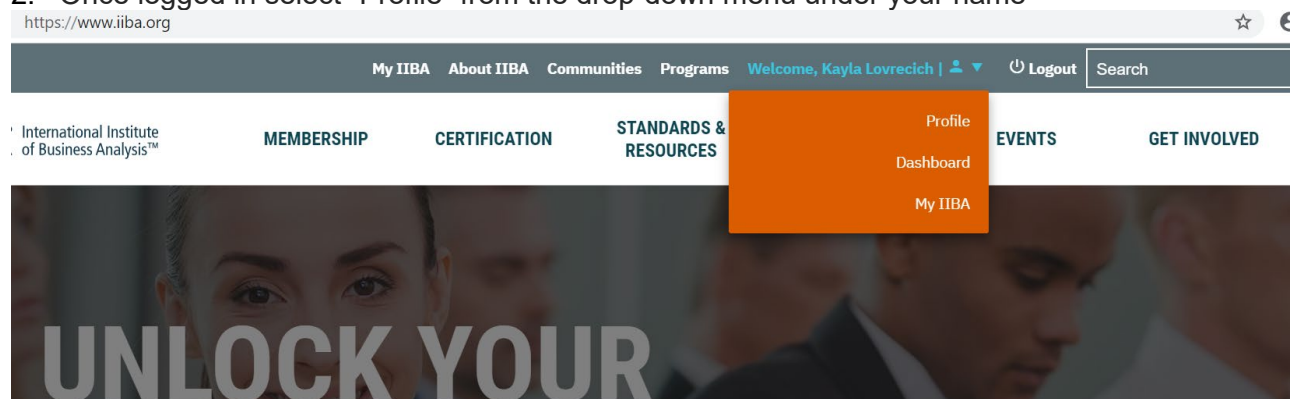 2. Once logged in select "Profile" from the drop down menu under your name
https://www.iiba.org
My IIBA About IIBA Communities Programs Welcome, Kayla Lovrecich | ▼ Logout Search
International Institute
of Business Analysis™
MEMBERSHIP CERTIFICATION STANDARDS &
RESOURCES
EVENTS GET INVOLVED
Profile
Dashboard
My IIBA
UNLOCK YOUR